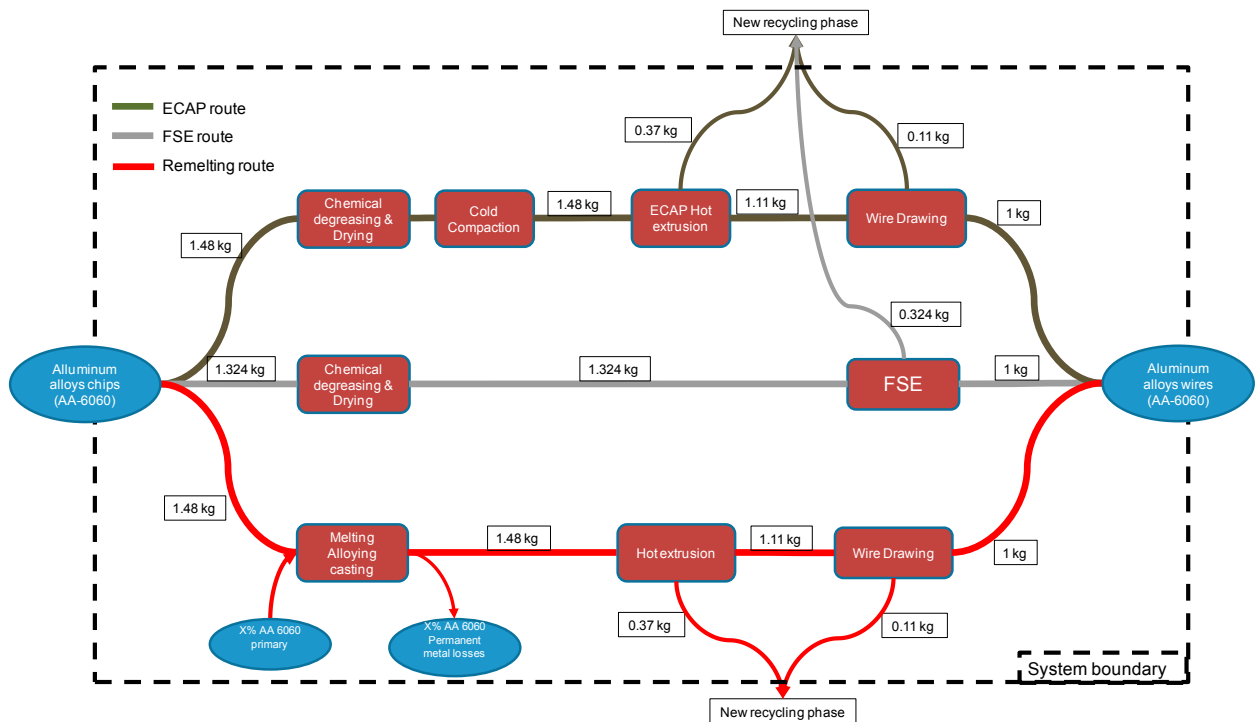 New recycling phase
ECAP route
FSE route
Remelting route
0.37 kg
0.11 kg
Chemical
degreasing &
Drying
Cold
Compaction
1.48 kg
ECAP Hot
extrusion
1.11 kg
Wire Drawing
1 kg
1.48 kg
0.324 kg
Alluminum
alloys chips
(AA-6060)
1.324 kg
Chemical
degreasing &
Drying
1.324 kg
FSE
1 kg
Aluminum
alloys wires
(AA-6060)
1.48 kg
Melting
Alloying
casting
1.48 kg
Hot extrusion
1.11 kg
Wire Drawing
1 kg
X% AA 6060
primary
X% AA 6060
Permanent
metal losses
0.37 kg
0.11 kg
System boundary
New recycling phase